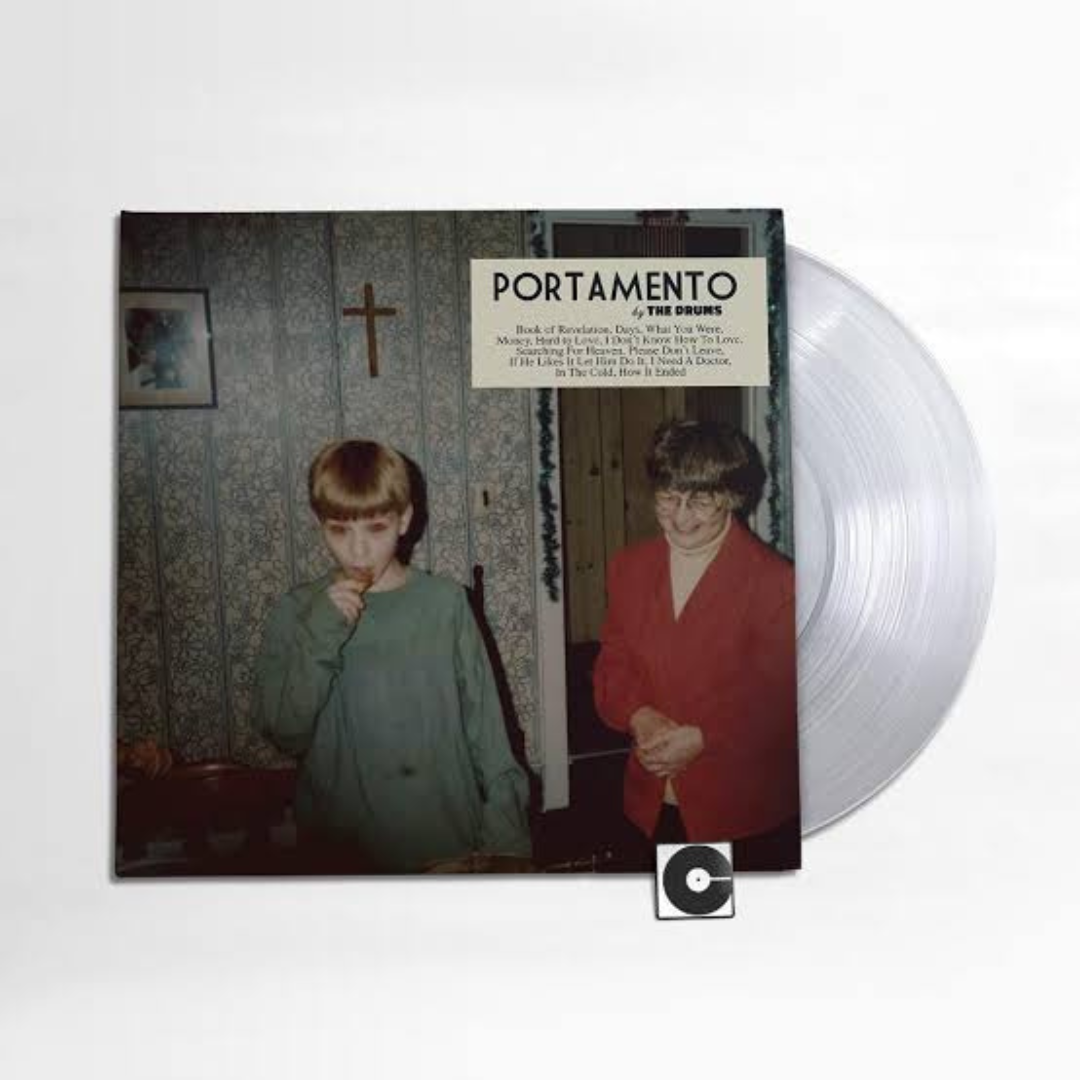 PORTAMENTO
by THE DRUMS
Book of Revelation, Days, What You Were,
Money, Hard to Love, I Don't Know How To Love,
Searching For Heaven, Please Don't Leave,
If He Likes It Let Him Do It, I Need A Doctor,
In The Cold, How It Ended